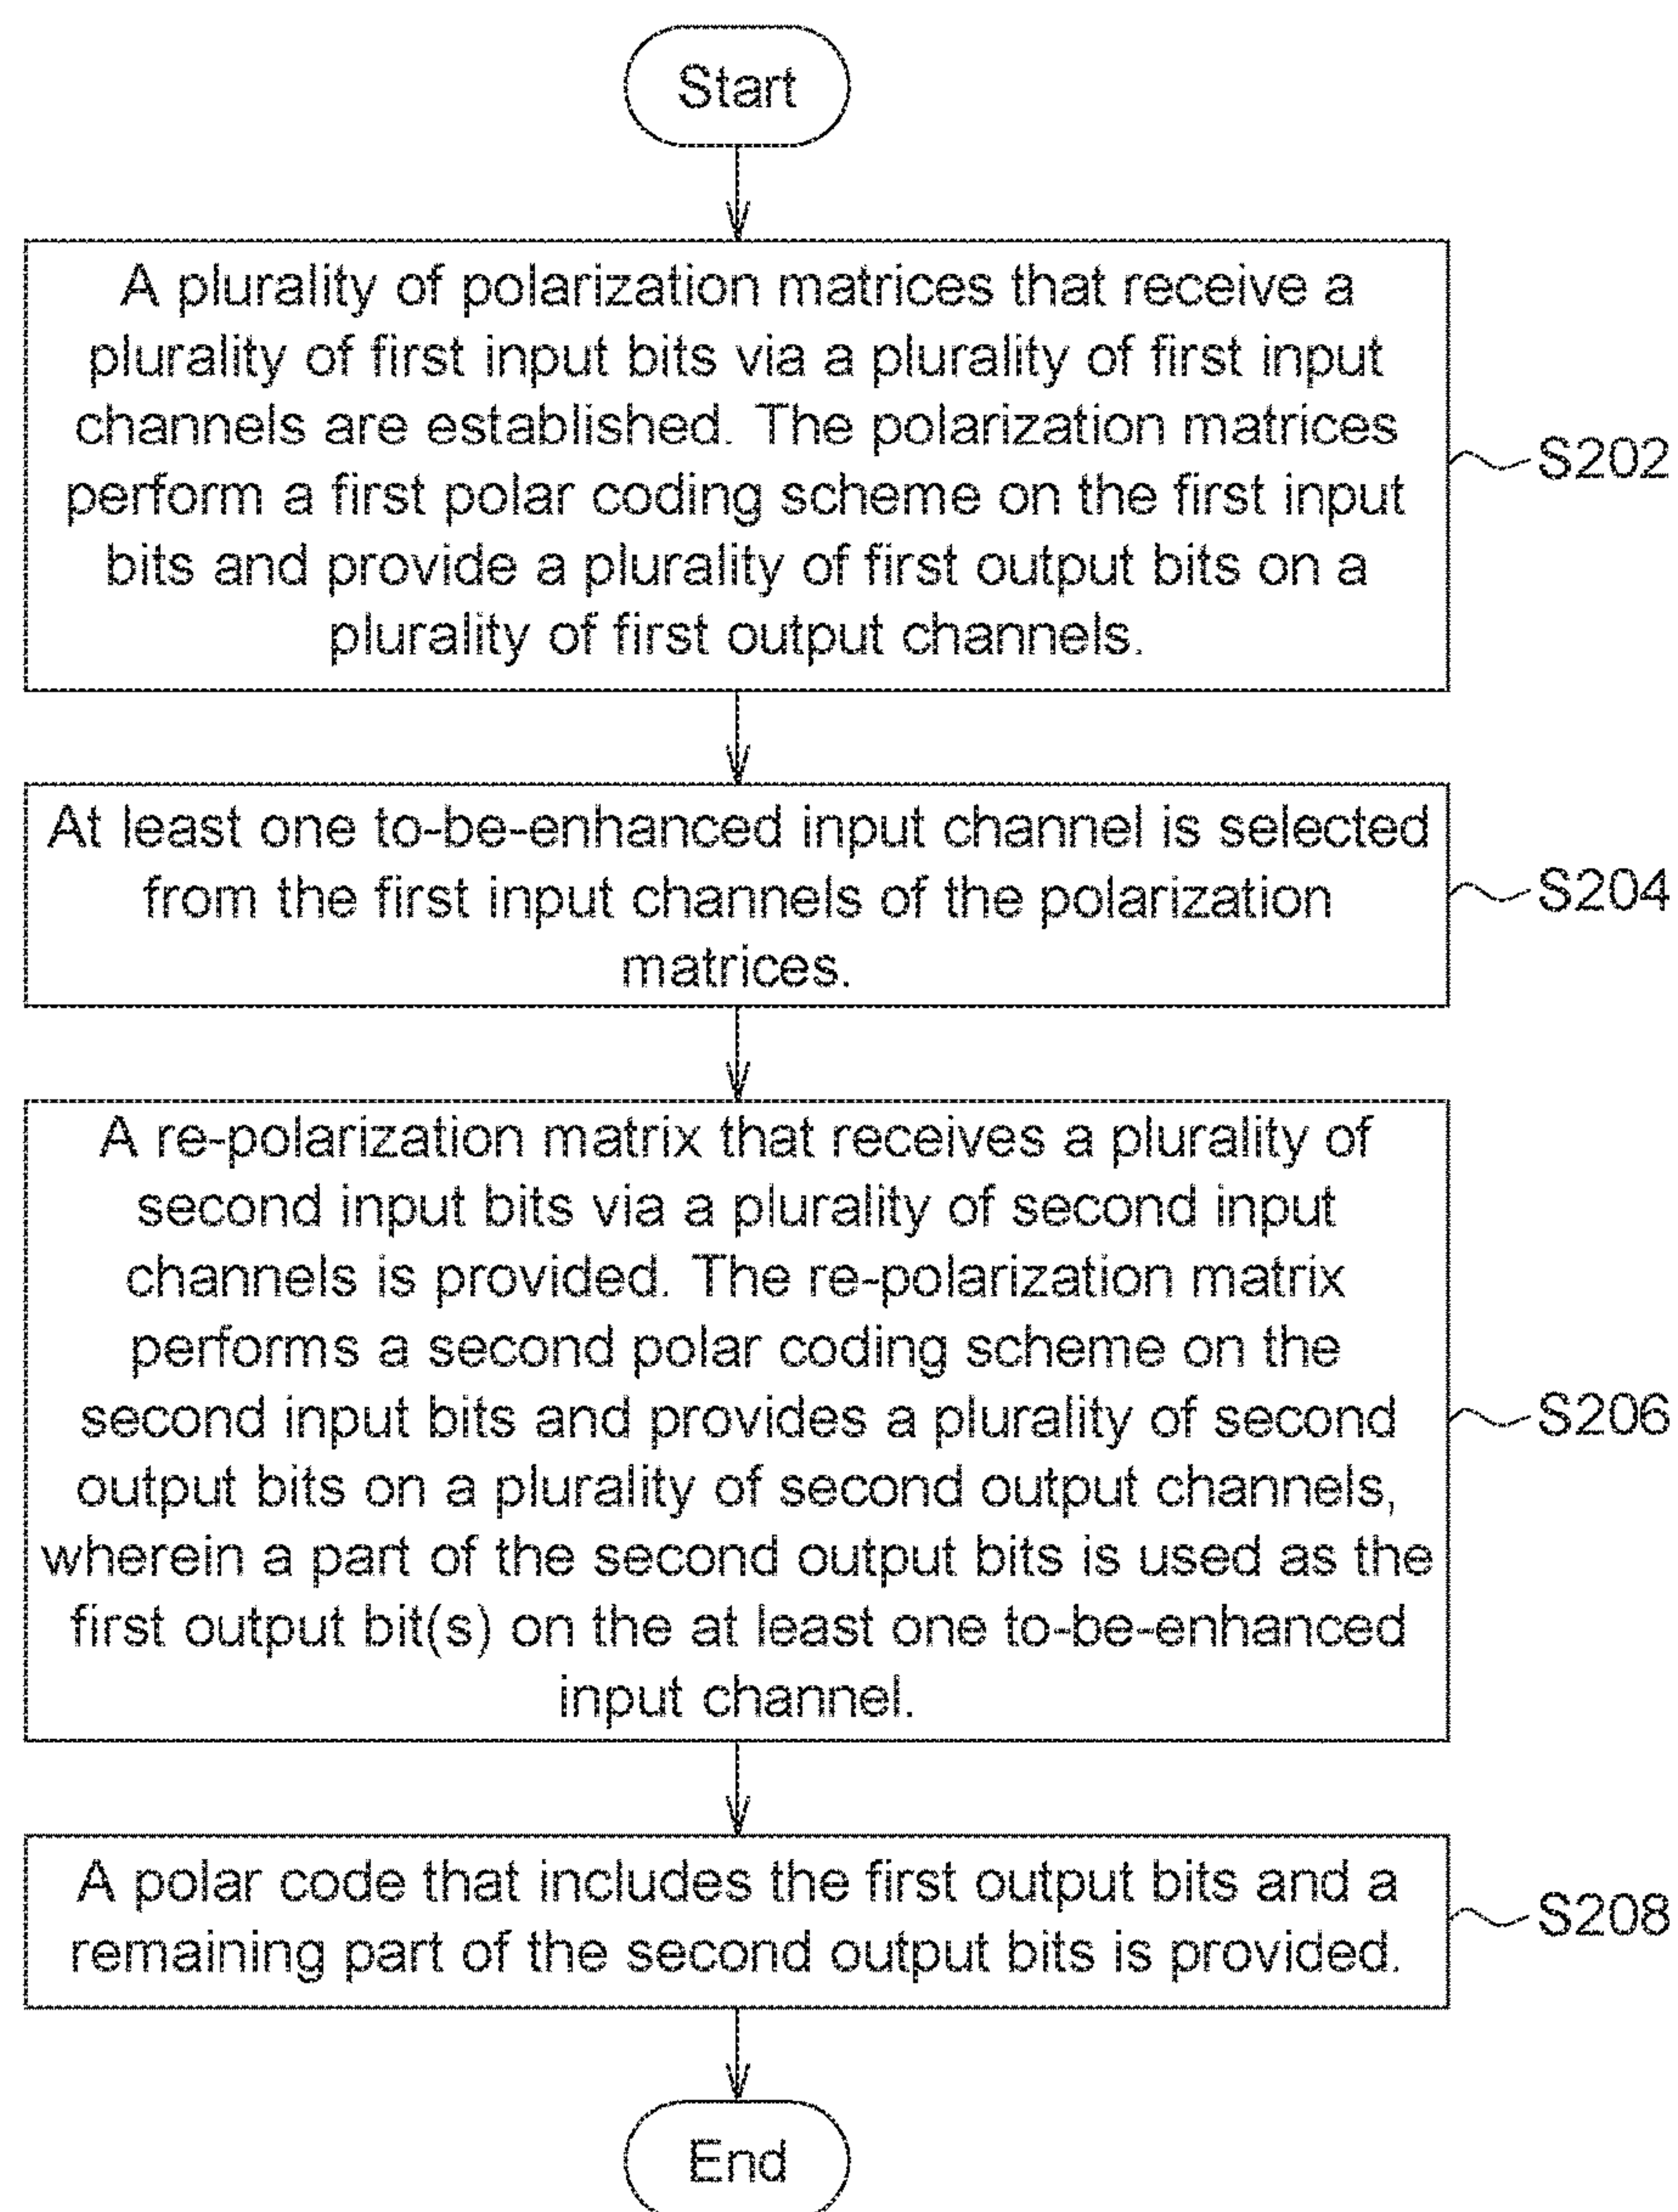 Start
A plurality of polarization matrices that receive a
plurality of first input bits via a plurality of first input
channels are established. The polarization matrices
perform a first polar coding scheme on the first input
bits and provide a plurality of first output bits on a
plurality of first output channels.
S202
At least one to-be-enhanced input channel is selected
from the first input channels of the polarization
matrices.
S204
A re-polarization matrix that receives a plurality of
second input bits via a plurality of second input
channels is provided. The re-polarization matrix
performs a second polar coding scheme on the
second input bits and provides a plurality of second
output bits on a plurality of second output channels,
wherein a part of the second output bits is used as the
first output bit(s) on the at least one to-be-enhanced
input channel.
S206
A polar code that includes the first output bits and a
remaining part of the second output bits is provided.
S208
End